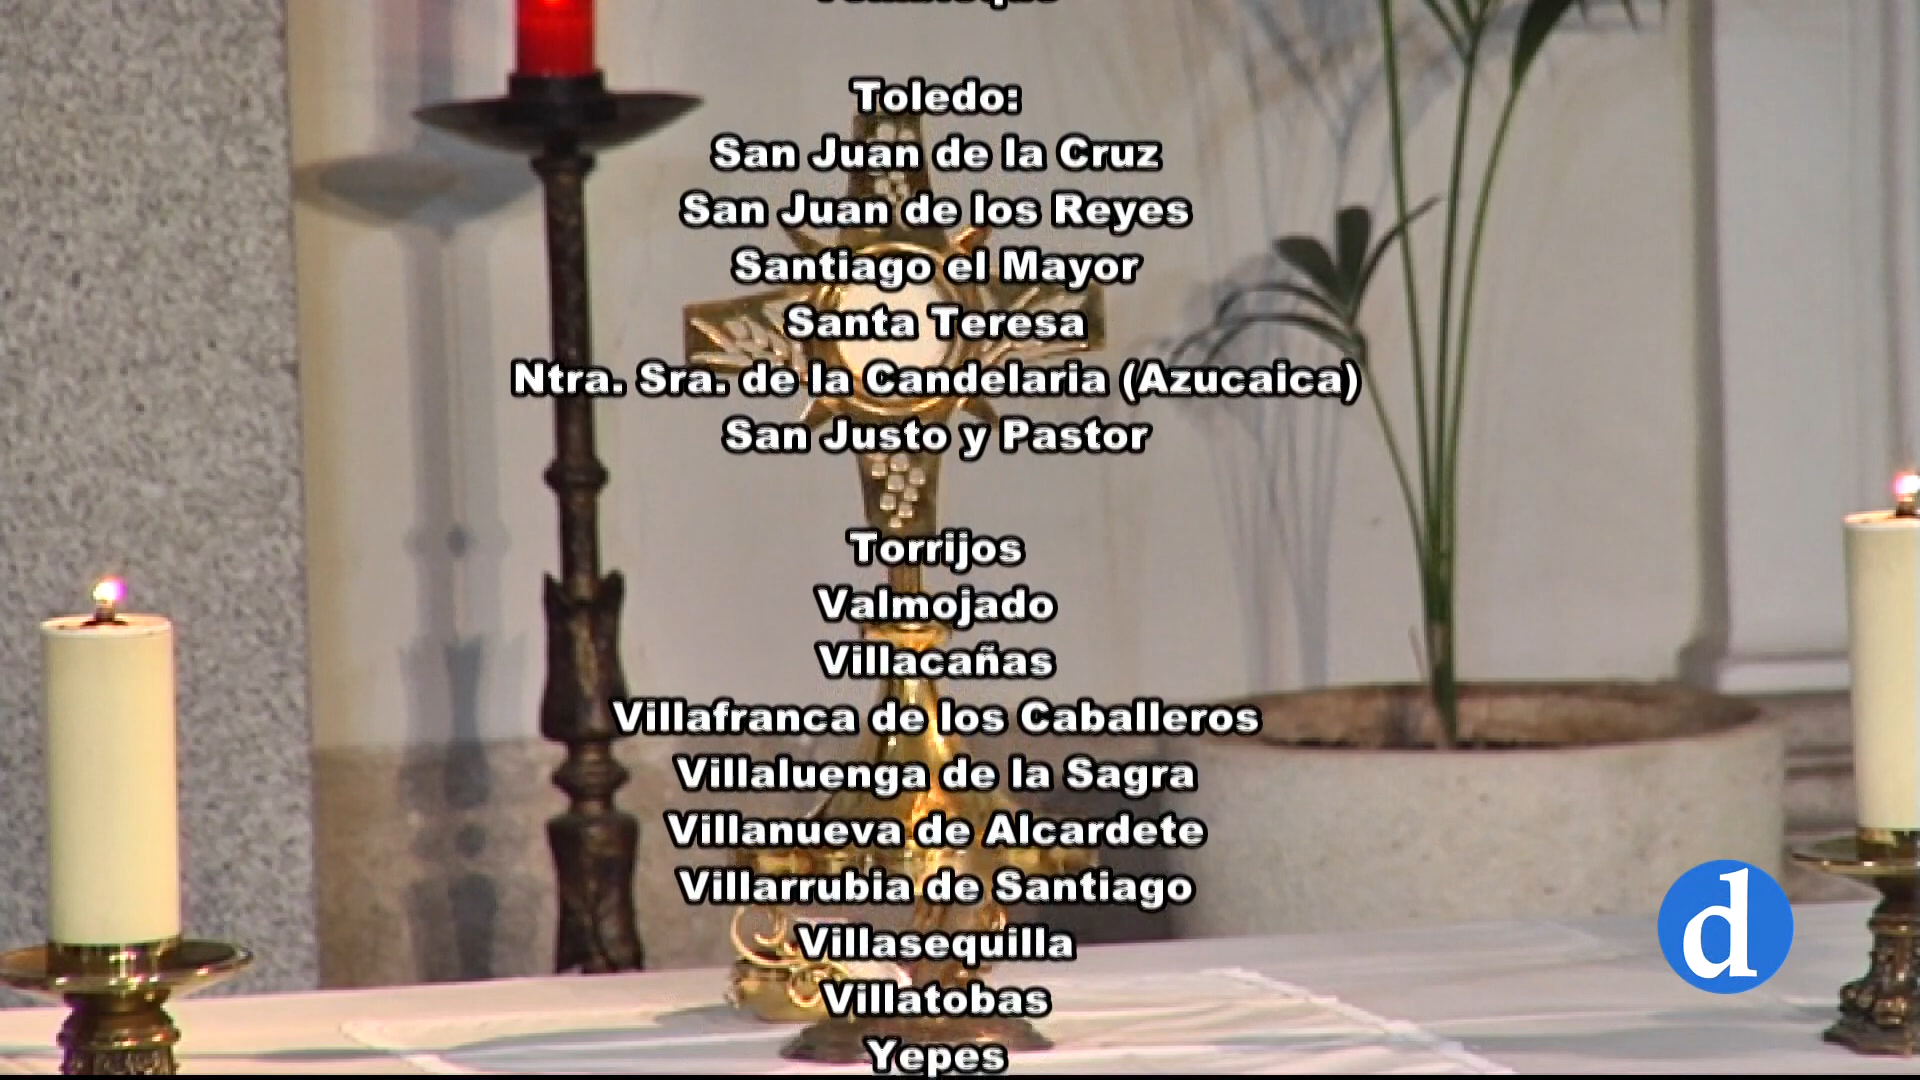 Toledo:
San Juan de la Cruz
San Juan de los Reyes
Santiago el Mayor
Santa Teresa
Ntra. Sra. de la Candelaria (Azucaica)
San Justo y Pastor
Torrijos
Valmojado
Villacañas
Villafranca de los Caballeros
Villaluenga de la Sagra
Villanueva de Alcardete
Villarrubia de Santiago
Villasequilla
Villatobas
d
Yepes